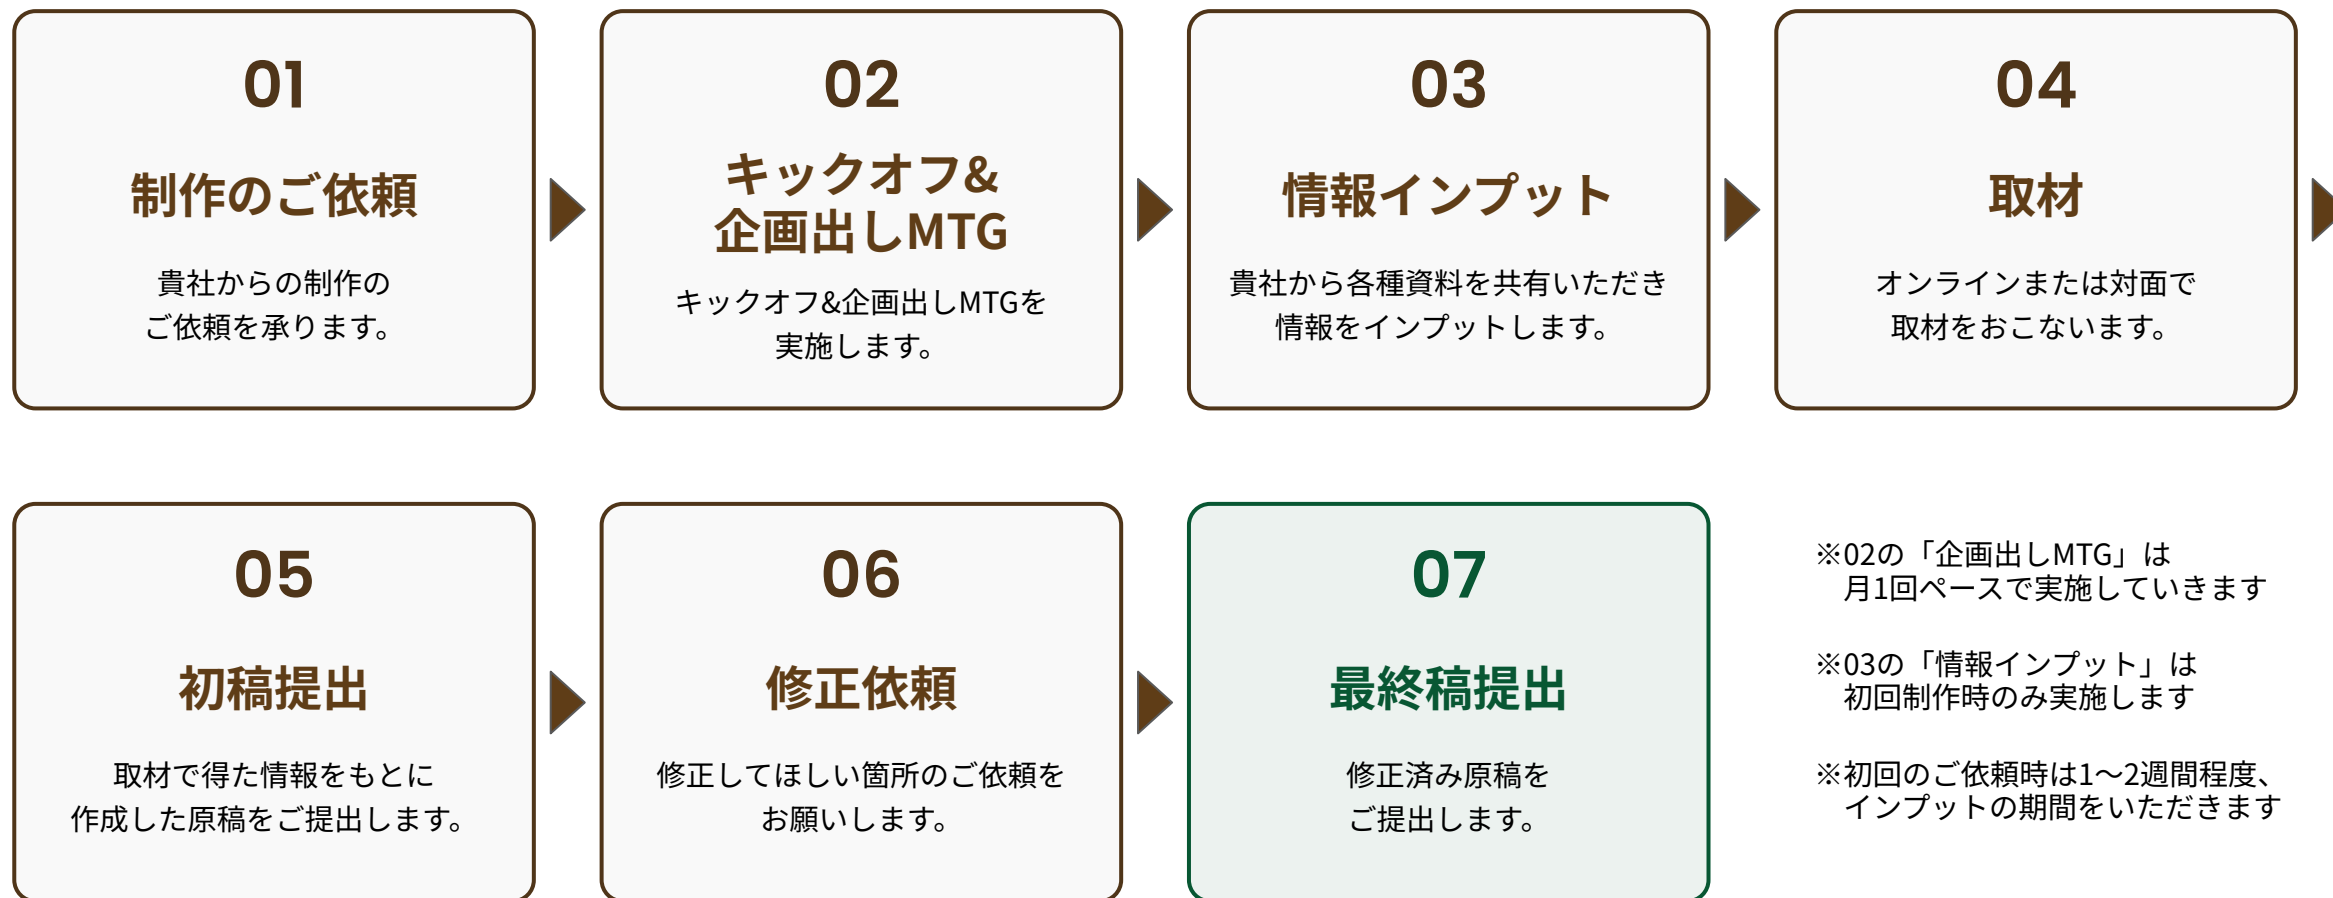 01
制作のご依頼
貴社からの制作の
ご依頼を承ります。
02
キックオフ&
企画出しMTG
キックオフ&企画出しMTGを
実施します。
03
情報インプット
貴社から各種資料を共有いただき
情報をインプットします。
04
取材
オンラインまたは対面で
取材をおこないます。
05
初稿提出
取材で得た情報をもとに
作成した原稿をご提出します。
06
修正依頼
修正してほしい箇所のご依頼を
お願いします。
07
最終稿提出
修正済み原稿を
ご提出します。
※02の「企画出しMTG」は
月1回ペースで実施していきます
※03の「情報インプット」は
初回制作時のみ実施します
※初回のご依頼時は1〜2週間程度、
インプットの期間をいただきます